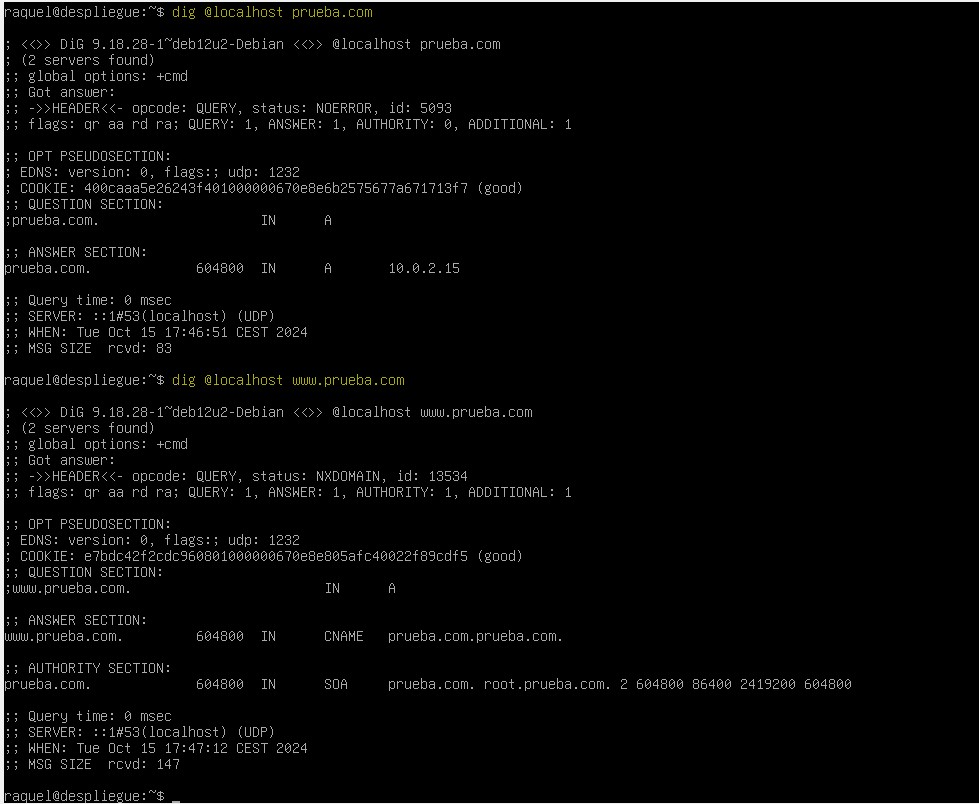 raquel@despliegue:~$ dig @localhost prueba.com
; <<>> DiG 9.18.28-1~deb12u2-Debian <<>> @localhost prueba.com
; (2 servers found)
;; global options: +cmd
;; Got answer:
;; ->>HEADER<<- opcode: QUERY, status: NOERROR, id: 5093
;; flags: qr aa rd ra; QUERY: 1, ANSWER: 1, AUTHORITY: 0, ADDITIONAL: 1
;; OPT PSEUDOSECTION:
; EDNS: version: 0, flags:; udp: 1232
; COOKIE: 400caaa5e26243f401000000670e8e6b2575677a671713f7 (good)
;; QUESTION SECTION:
;prueba.com. IN A
;; ANSWER SECTION:
prueba.com. 604800 IN A 10.0.2.15
;; Query time: 0 msec
;; SERVER: ::1#53(localhost) (UDP)
;; WHEN: Tue Oct 15 17:46:51 CEST 2024
;; MSG SIZE rcvd: 83
raquel@despliegue:~$ dig @localhost www.prueba.com
; <<>> DiG 9.18.28-1~deb12u2-Debian <<>> @localhost www.prueba.com
; (2 servers found)
;; global options: +cmd
;; Got answer:
;; ->>HEADER<<- opcode: QUERY, status: NXDOMAIN, id: 13534
;; flags: qr aa rd ra; QUERY: 1, ANSWER: 1, AUTHORITY: 1, ADDITIONAL: 1
;; OPT PSEUDOSECTION:
; EDNS: version: 0, flags:; udp: 1232
; COOKIE: e7bdc42f2cdc960801000000670e8e805afc40022f89cdf5 (good)
;; QUESTION SECTION:
;www.prueba.com. IN A
;; ANSWER SECTION:
www.prueba.com. 604800 IN CNAME prueba.com.prueba.com.
;; AUTHORITY SECTION:
prueba.com. 604800 IN SOA prueba.com. root.prueba.com. 2 604800 86400 2419200 604800
;; Query time: 0 msec
;; SERVER: ::1#53(localhost) (UDP)
;; WHEN: Tue Oct 15 17:47:12 CEST 2024
;; MSG SIZE rcvd: 147
raquel@despliegue:~$ _